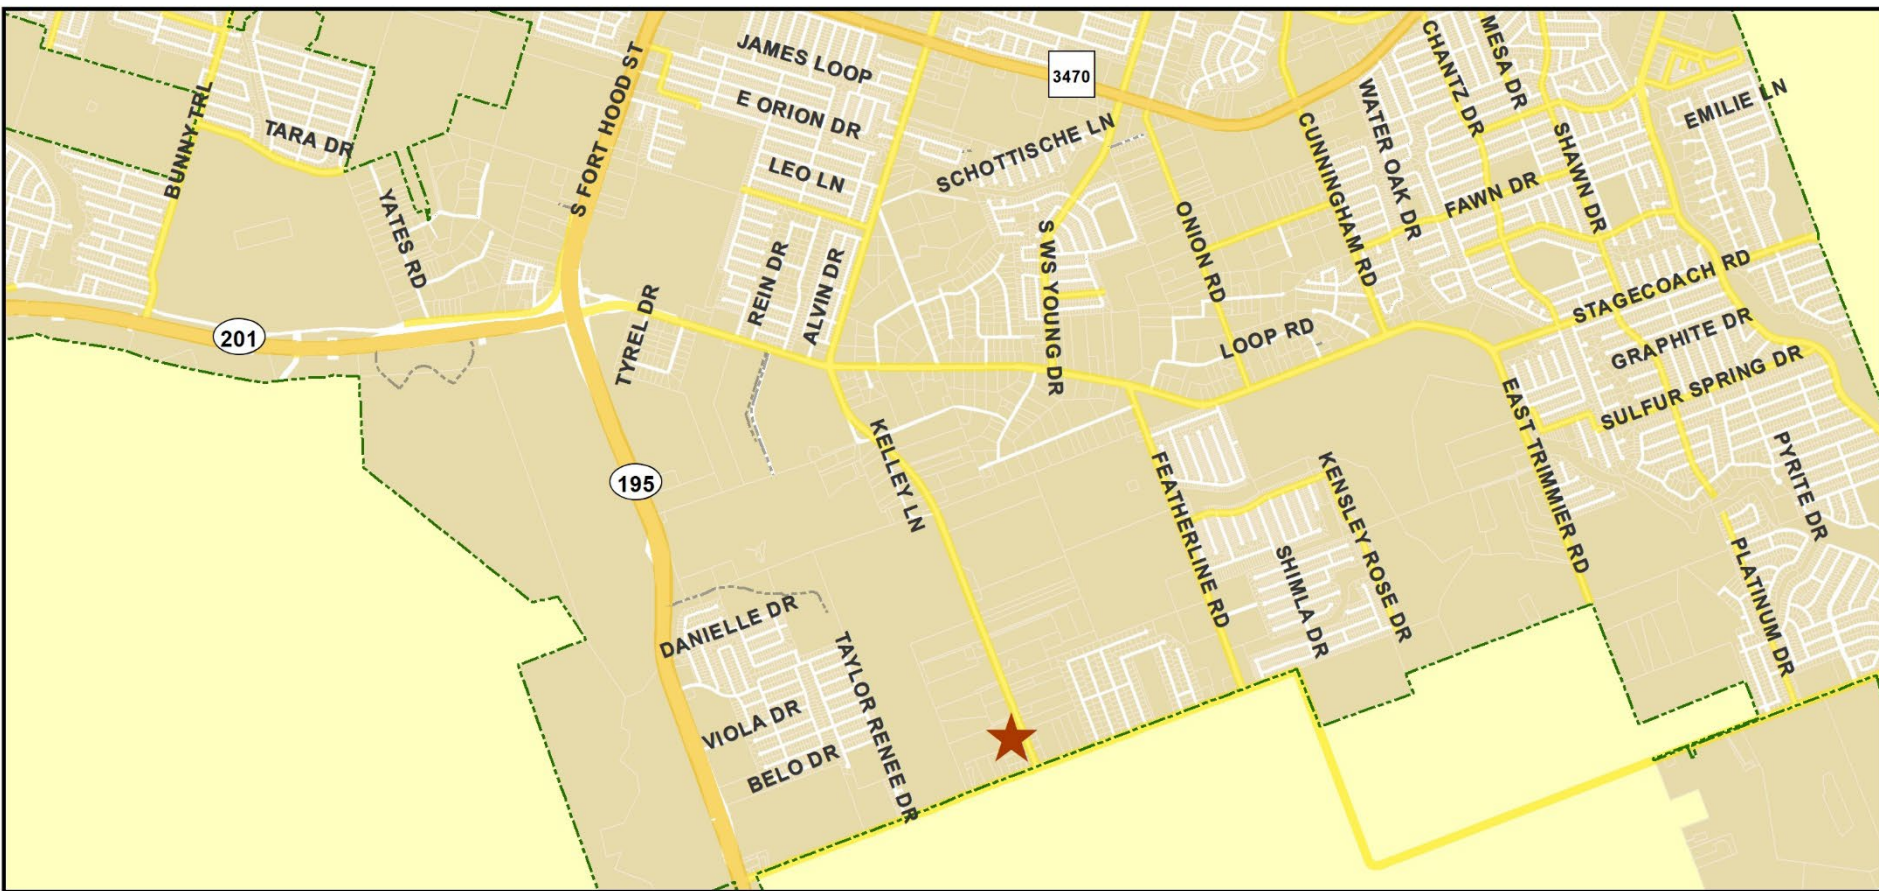 JAMES LOOP
3470
MESA DR
CHANTZ DR
EMILIE LN
BUNNY TRL
TARA DR
S FORT HOOD ST
E ORION DR
LEO LN
SCHOTTISCHE LN
CUNNINGHAM RD
WATER OAK DR
SHAWN DR
FAWN DR
YATES RD
REIN DR
ALVIN DR
S WS YOUNG DR
ONION RD
STAGECOACH RD
201
TYREL DR
LOOP RD
GRAPHITE DR
SULFUR SPRING DR
195
KELLEY LN
FEATHERLINE RD
KENSLEY ROSE DR
EAST TRIMMIER RD
PYRITE DR
SHIMLA DR
PLATINUM DR
DANIELLE DR
TAYLOR RENEE DR
VIOLA DR
BELO DR